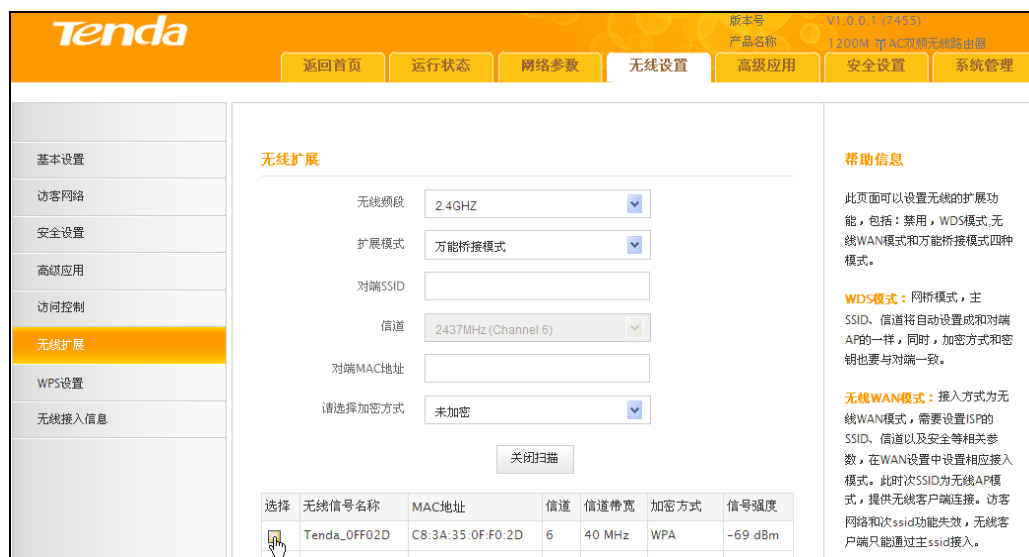 Tenda
版本号 V1.0.0.1 (7455)
产品名称 1200M 11AC双频无线路由器
返回首页 运行状态 网络参数 无线设置 高级应用 安全设置 系统管理
基本设置
访客网络
安全设置
高级应用
访问控制
无线扩展
WPS设置
无线接入信息
无线扩展
无线频段 2.4GHZ
扩展模式 万能桥接模式
对端SSID
信道 2437MHz (Channel 6)
对端MAC地址
请选择加密方式 未加密
关闭扫描
选择 无线信号名称 MAC地址 信道 信道带宽 加密方式 信号强度
Tenda_0FF02D C8:3A:35:0F:F0:2D 6 40 MHz WPA -69 dBm
帮助信息
此页面可以设置无线的扩展功
能，包括：禁用，WDS模式,无
线WAN模式和万能桥接模式四种
模式。
WDS模式：网桥模式，主
SSID、信道将自动设置成和对端
AP的一样，同时，加密方式和密
钥也要与对端一致。
无线WAN模式：接入方式为无
线WAN模式，需要设置ISP的
SSID、信道以及安全等相关参
数，在WAN设置中设置相应接入
模式。此时次SSID为无线AP模
式，提供无线客户端连接。访客
网络和次ssid功能失效，无线客
户端只能通过主ssid接入。